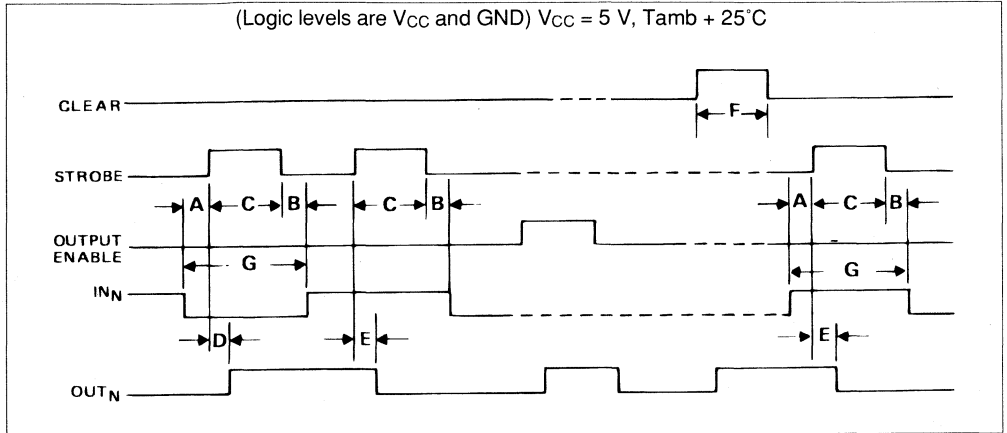 (Logic levels are VCC and GND) VCC = 5 V, Tamb + 25°C
CLEAR
F
STROBE
A C B C B A C B
OUTPUT
ENABLE
G G
INN
D E E
OUTN